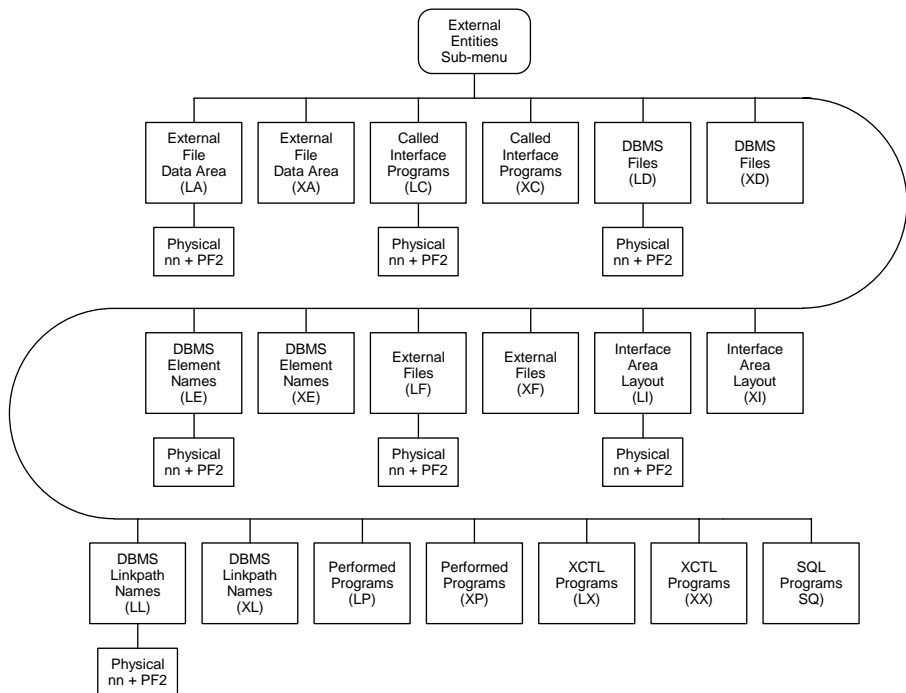 External
Entities
Sub-menu
External
File
Data Area
(LA)
External
File
Data Area
(XA)
Called
Interface
Programs
(LC)
Called
Interface
Programs
(XC)
DBMS
Files
(LD)
DBMS
Files
(XD)
Physical
nn + PF2
Physical
nn + PF2
Physical
nn + PF2
DBMS
Element
Names
(LE)
DBMS
Element
Names
(XE)
External
Files
(LF)
External
Files
(XF)
Interface
Area
Layout
(LI)
Interface
Area
Layout
(XI)
Physical
nn + PF2
Physical
nn + PF2
Physical
nn + PF2
DBMS
Linkpath
Names
(LL)
DBMS
Linkpath
Names
(XL)
Performed
Programs
(LP)
Performed
Programs
(XP)
XCTL
Programs
(LX)
XCTL
Programs
(XX)
SQL
Programs
SQ)
Physical
nn + PF2